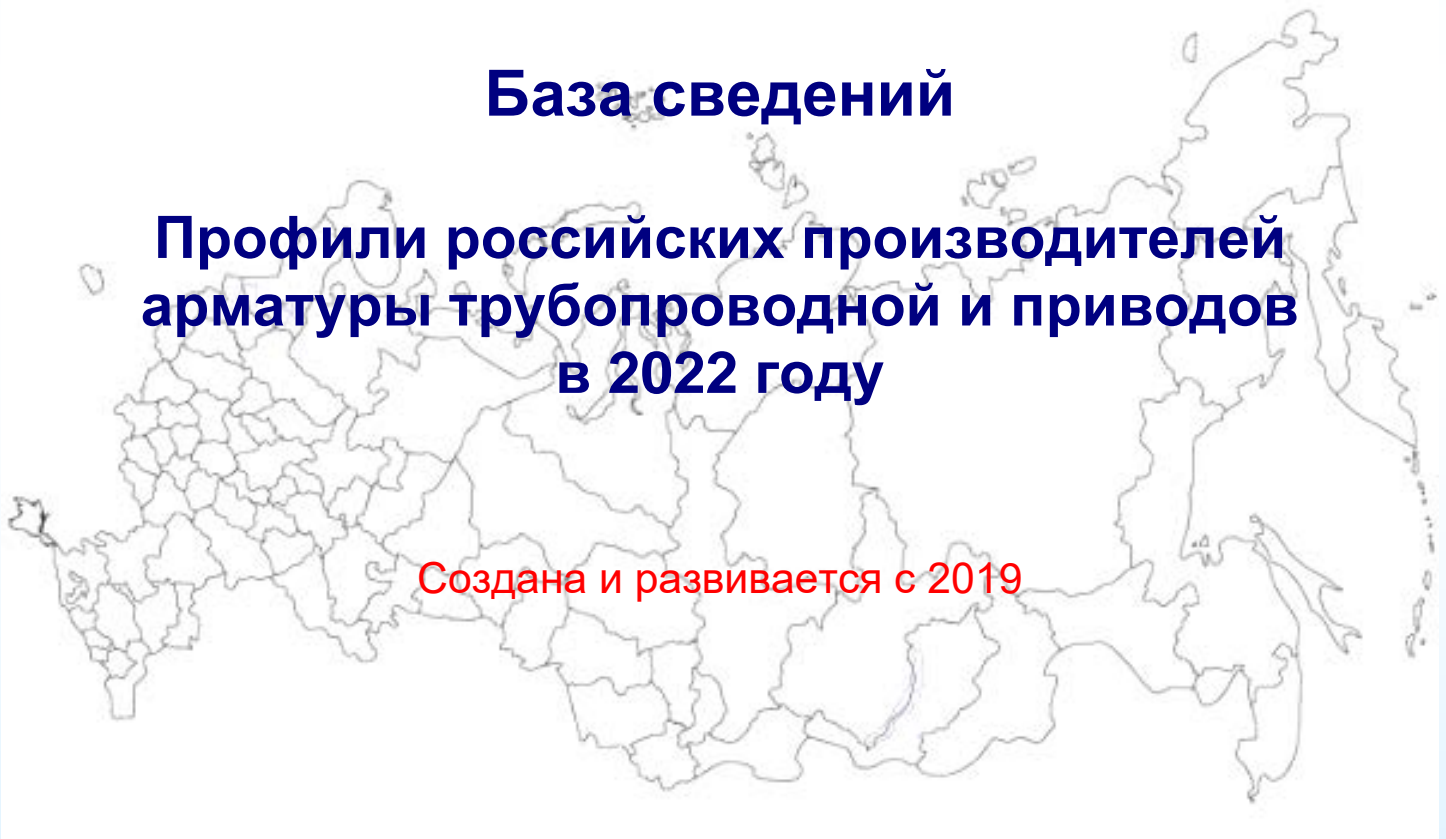 База сведений
Профили российских производителей
арматуры трубопроводной и приводов
в 2022 году
Создана и развивается с 2019